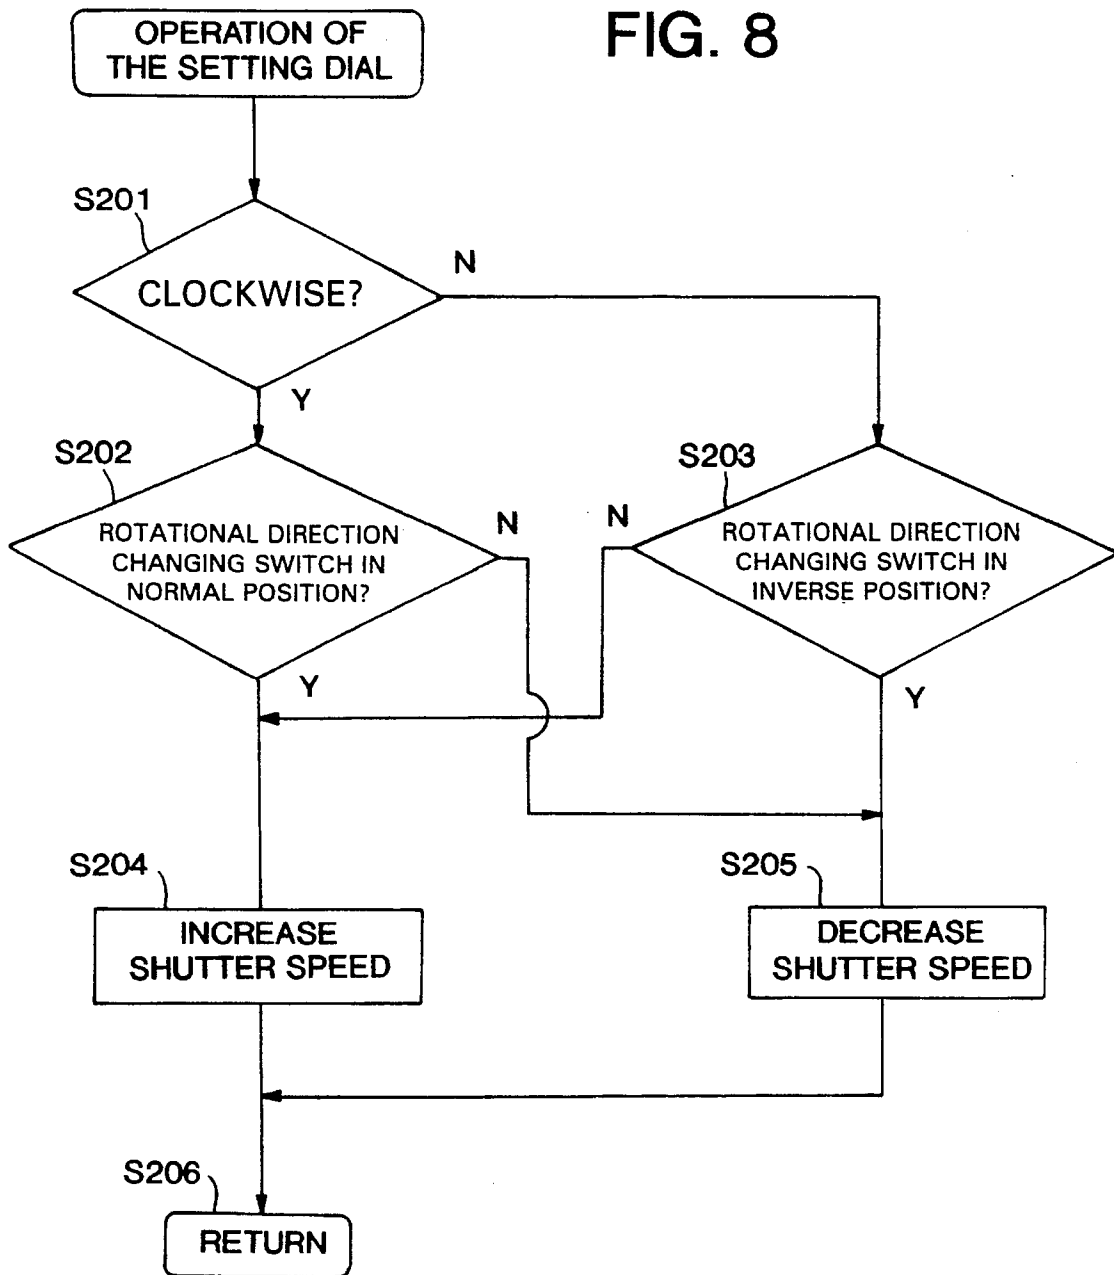 FIG. 8
OPERATION OF
THE SETTING DIAL
S201
CLOCKWISE?
N
Y
S202
ROTATIONAL DIRECTION
CHANGING SWITCH IN
NORMAL POSITION?
N
Y
S203
ROTATIONAL DIRECTION
CHANGING SWITCH IN
INVERSE POSITION?
N
Y
S204
INCREASE
SHUTTER SPEED
S205
DECREASE
SHUTTER SPEED
S206
RETURN